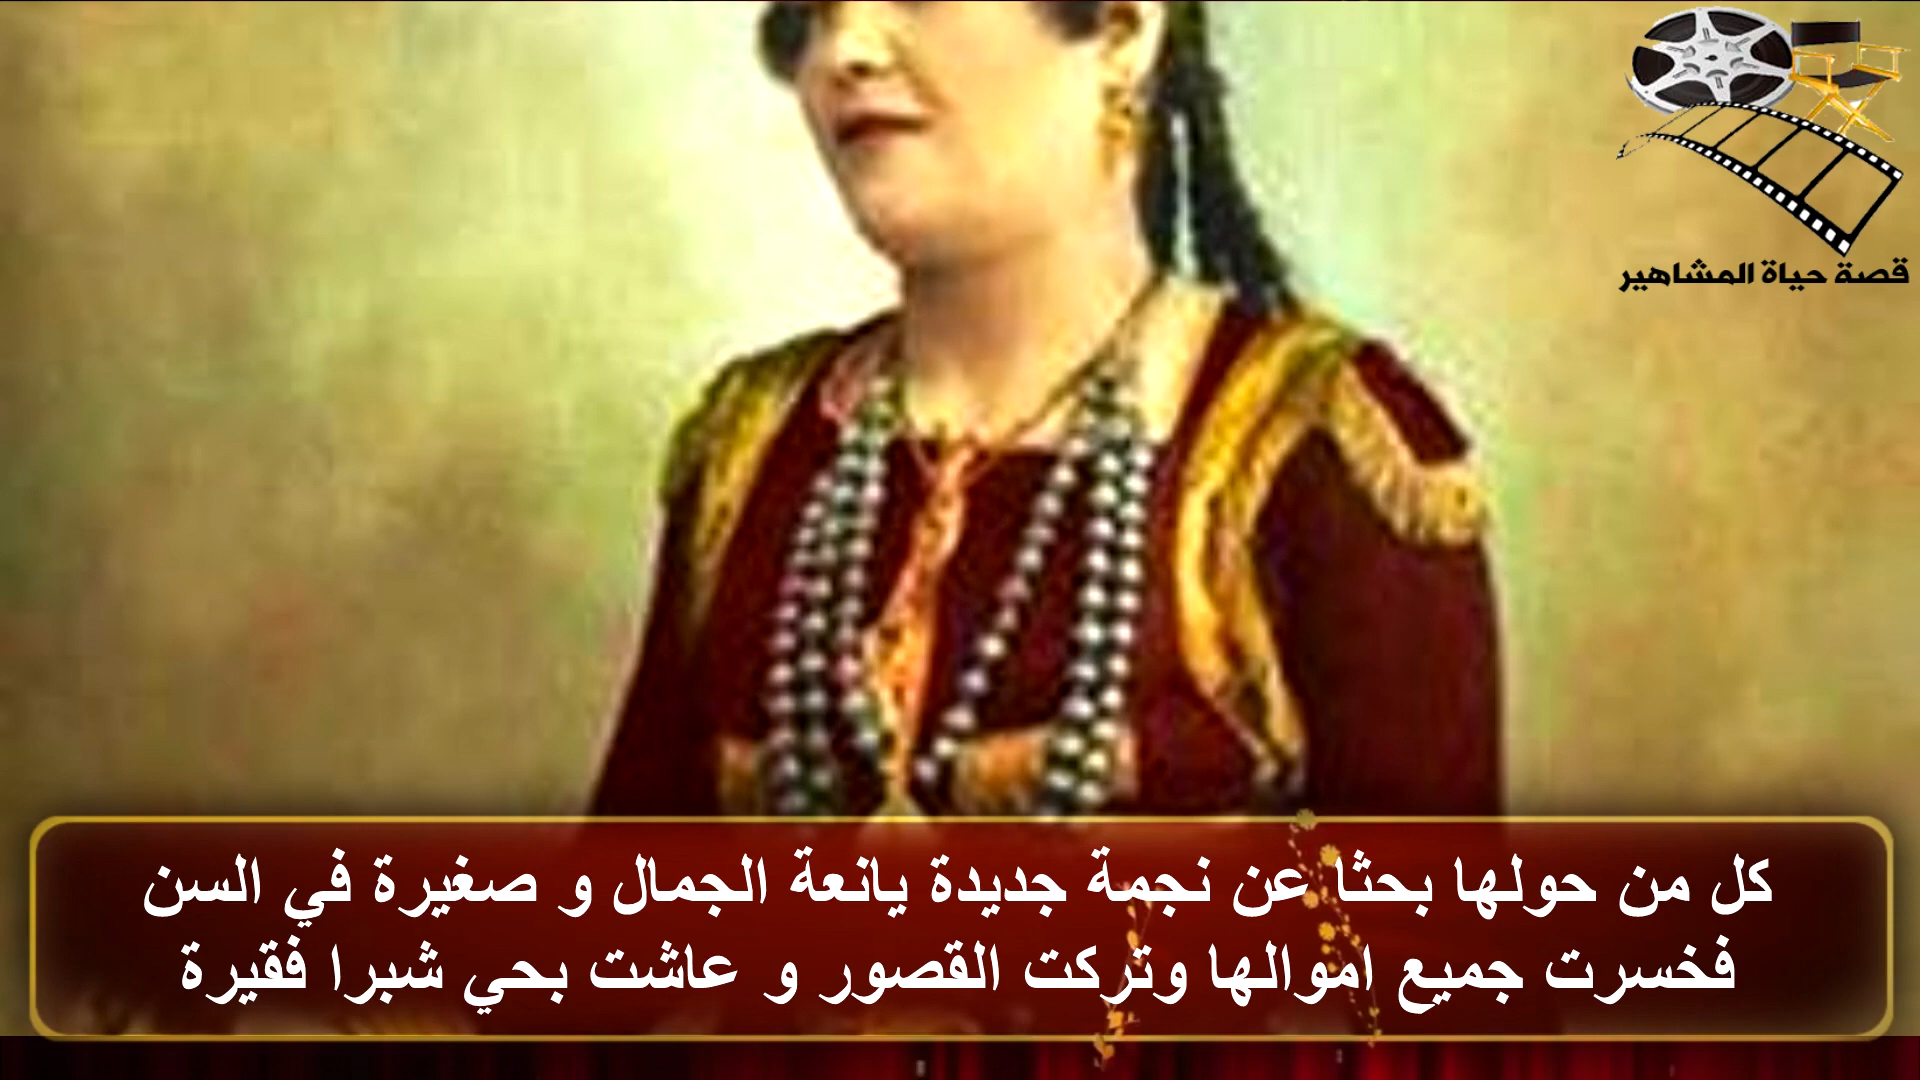 قصة حياة المشاهير
كل من حولها بحثا عن نجمة جديدة يانعة الجمال و صغيرة في السن
فخسرت جميع اموالها وتركت القصور و عاشت بحي شبرا فقيرة